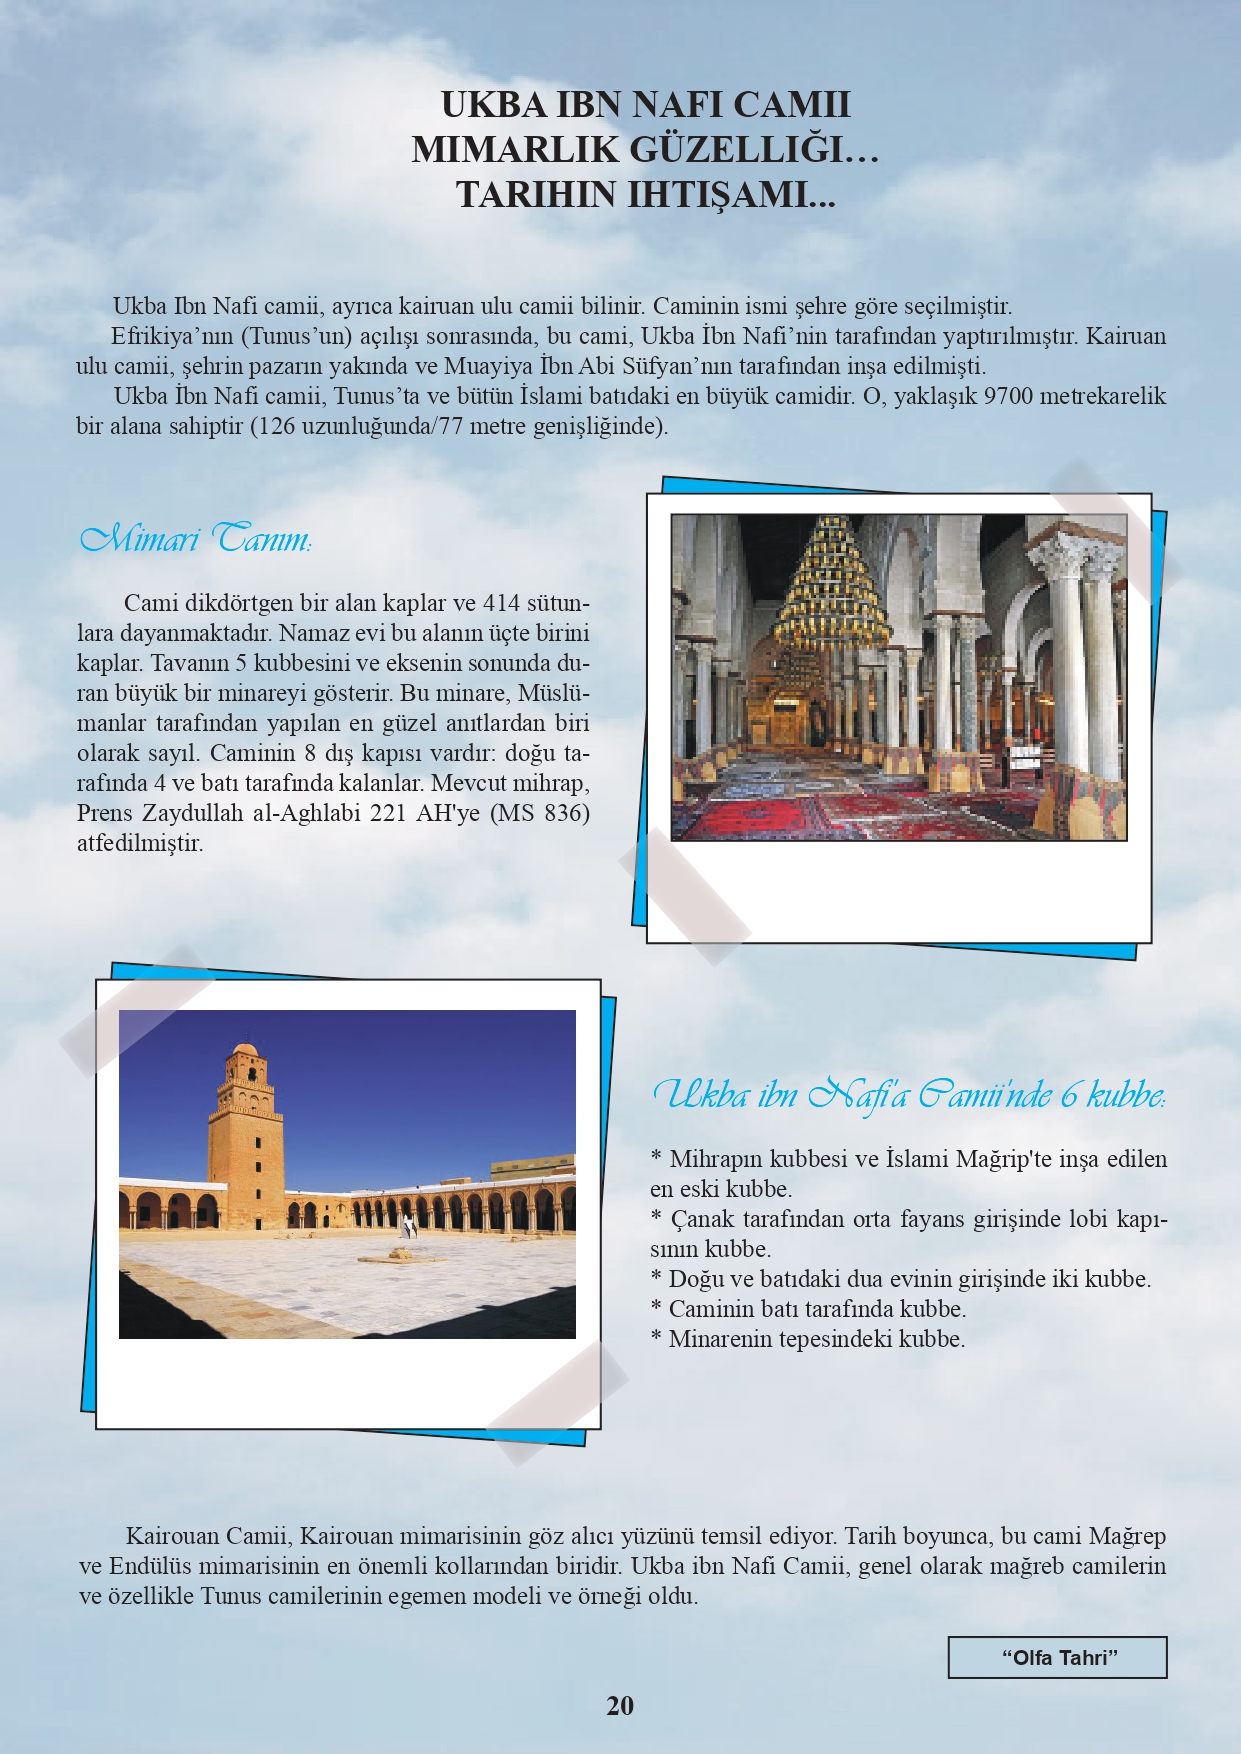 UKBA IBN NAFI CAMII
MIMARLIK GÜZELLIĞI…
TARIHIN IHTIŞAMI...
Ukba Ibn Nafi camii, ayrıca kairuan ulu camii bilinir. Caminin ismi şehre göre seçilmiştir.
Efrikiya’nın (Tunus’un) açılışı sonrasında, bu cami, Ukba İbn Nafi’nin tarafından yaptırılmıştır. Kairuan
ulu camii, şehrin pazarın yakında ve Muayiya İbn Abi Süfyan’nın tarafından inşa edilmişti.
Ukba İbn Nafi camii, Tunus’ta ve bütün İslami batıdaki en büyük camidir. O, yaklaşık 9700 metrekarelik
bir alana sahiptir (126 uzunluğunda/77 metre genişliğinde).
Mimari Tanım:
Cami dikdörtgen bir alan kaplar ve 414 sütun-
lara dayanmaktadır. Namaz evi bu alanın üçte birini
kaplar. Tavanın 5 kubbesini ve eksenin sonunda du-
ran büyük bir minareyi gösterir. Bu minare, Müslü-
manlar tarafından yapılan en güzel anıtlardan biri
olarak sayıl. Caminin 8 dış kapısı vardır: doğu ta-
rafında 4 ve batı tarafında kalanlar. Mevcut mihrap,
Prens Zaydullah al-Aghlabi 221 AH'ye (MS 836)
atfedilmiştir.
Ukba ibn Nafi'a Camii'nde 6 kubbe:
* Mihrapın kubbesi ve İslami Mağrip'te inşa edilen
en eski kubbe.
* Çanak tarafından orta fayans girişinde lobi kapı-
sının kubbe.
* Doğu ve batıdaki dua evinin girişinde iki kubbe.
* Caminin batı tarafında kubbe.
* Minarenin tepesindeki kubbe.
Kairouan Camii, Kairouan mimarisinin göz alıcı yüzünü temsil ediyor. Tarih boyunca, bu cami Mağrep
ve Endülüs mimarisinin en önemli kollarından biridir. Ukba ibn Nafi Camii, genel olarak mağreb camilerin
ve özellikle Tunus camilerinin egemen modeli ve örneği oldu.
“Olfa Tahri”
20